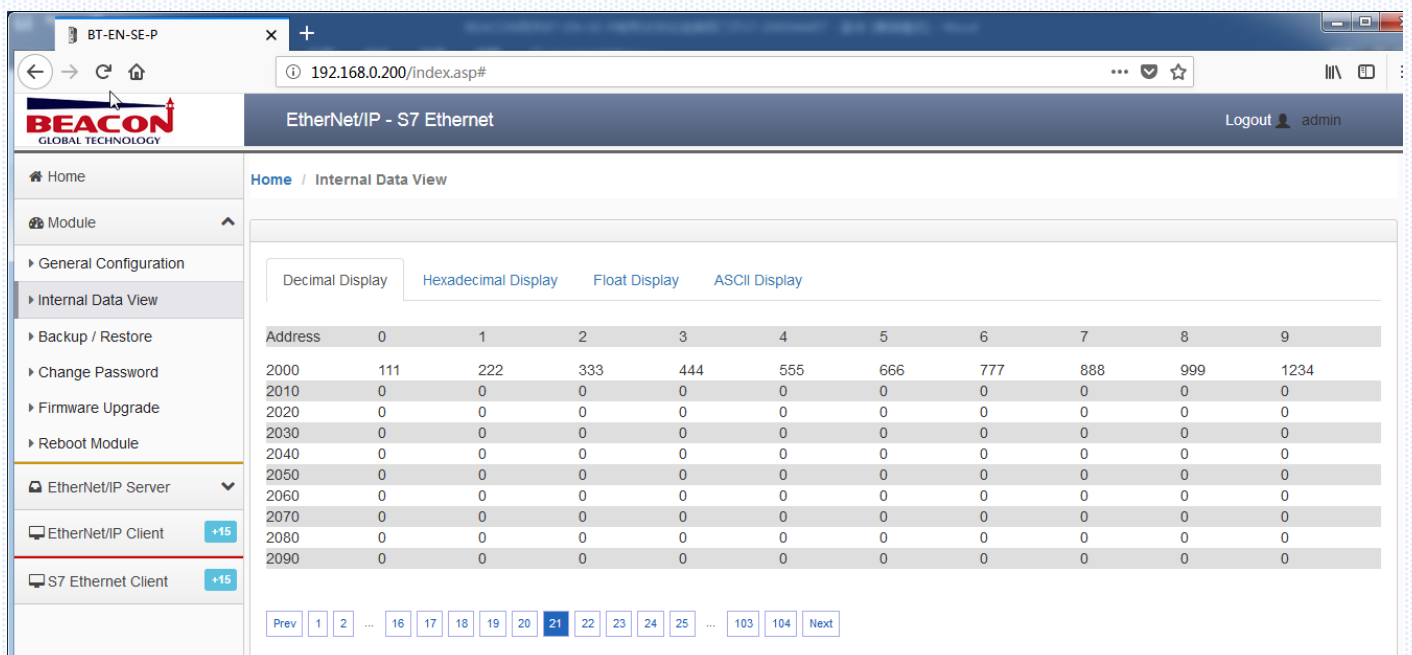 BT-EN-SE-P
192.168.0.200/index.asp#
BEACON
GLOBAL TECHNOLOGY
EtherNet/IP - S7 Ethernet
Logout admin
Home
Home / Internal Data View
Module
General Configuration
Internal Data View
Backup / Restore
Change Password
Firmware Upgrade
Reboot Module
EtherNet/IP Server
EtherNet/IP Client +15
S7 Ethernet Client +15
Decimal Display Hexadecimal Display Float Display ASCII Display
Address 0 1 2 3 4 5 6 7 8 9
2000 111 222 333 444 555 666 777 888 999 1234
2010 0 0 0 0 0 0 0 0 0 0
2020 0 0 0 0 0 0 0 0 0 0
2030 0 0 0 0 0 0 0 0 0 0
2040 0 0 0 0 0 0 0 0 0 0
2050 0 0 0 0 0 0 0 0 0 0
2060 0 0 0 0 0 0 0 0 0 0
2070 0 0 0 0 0 0 0 0 0 0
2080 0 0 0 0 0 0 0 0 0 0
2090 0 0 0 0 0 0 0 0 0 0
Prev 1 2 ... 16 17 18 19 20 21 22 23 24 25 ... 103 104 Next